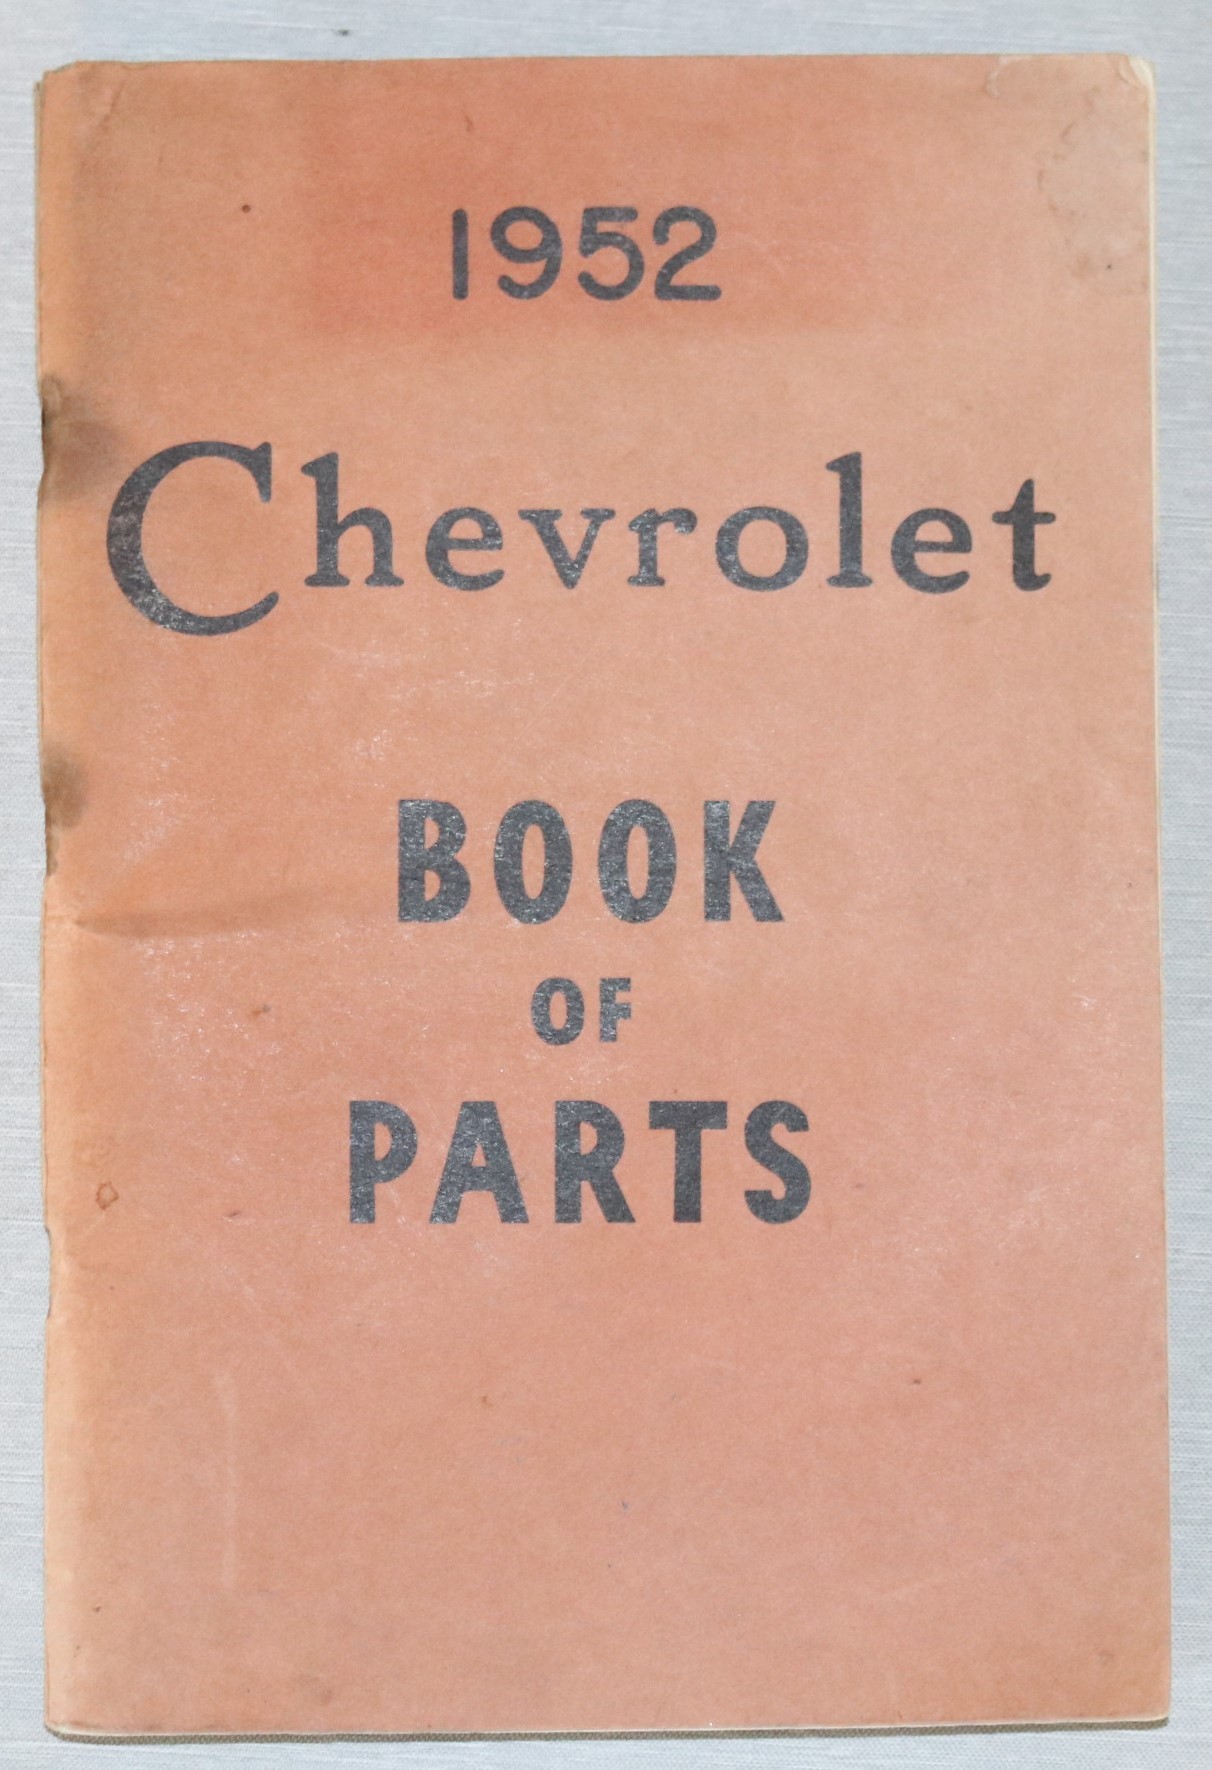 1952
Chevrolet
BOOK
OF
PARTS